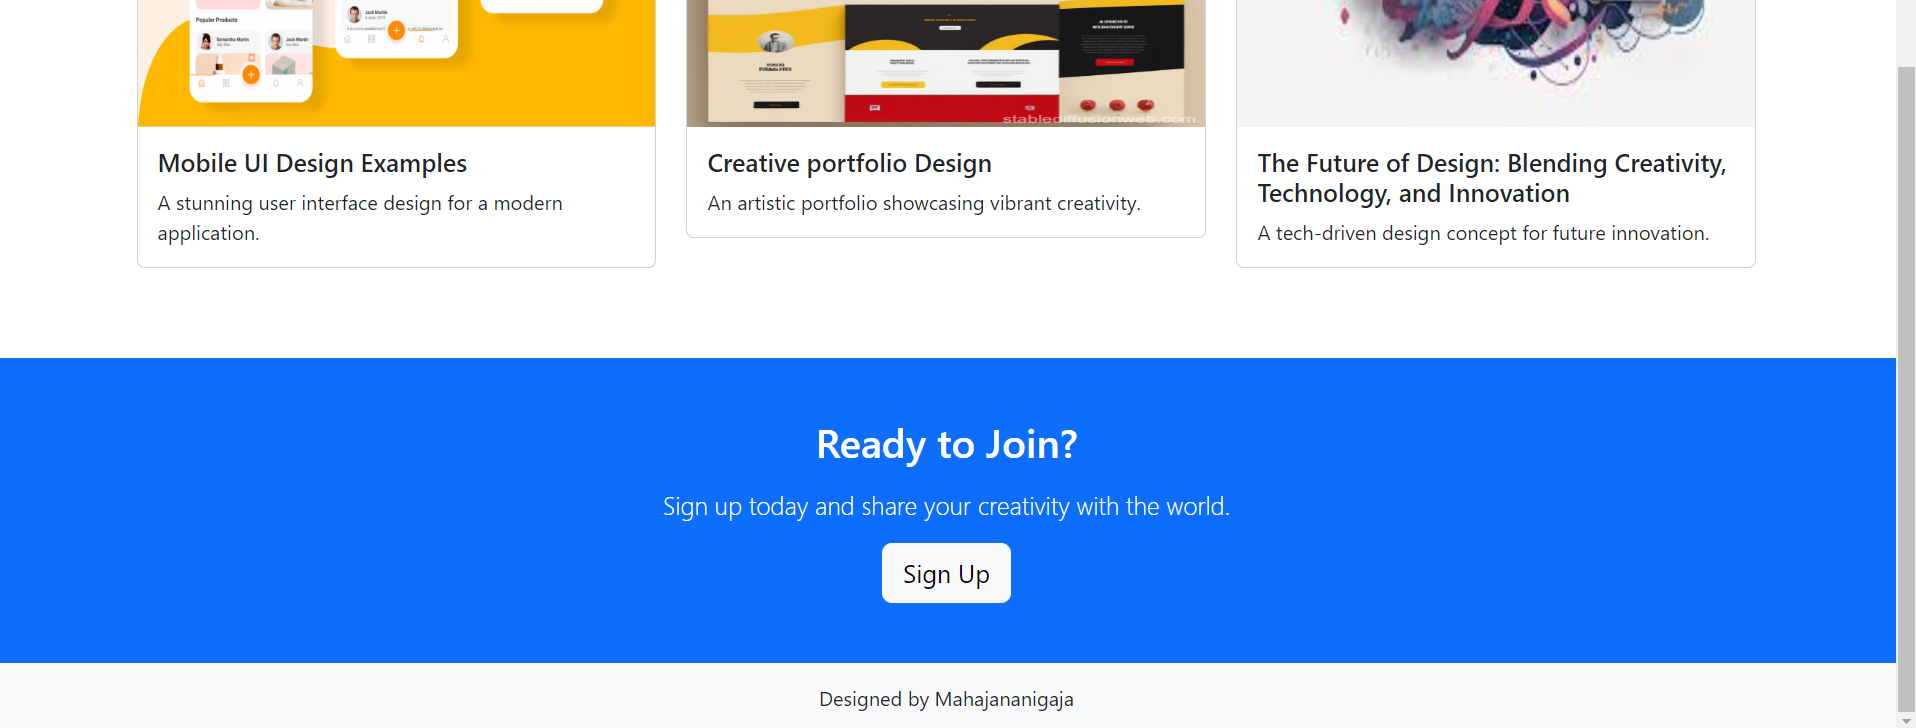 Popular Products
Jack Martin
Samantha Martin
Jack Martin
stablediffusionweb.com
Mobile UI Design Examples
A stunning user interface design for a modern
application.
Creative portfolio Design
An artistic portfolio showcasing vibrant creativity.
The Future of Design: Blending Creativity,
Technology, and Innovation
A tech-driven design concept for future innovation.
Ready to Join?
Sign up today and share your creativity with the world.
Sign Up
Designed by Mahajananigaja